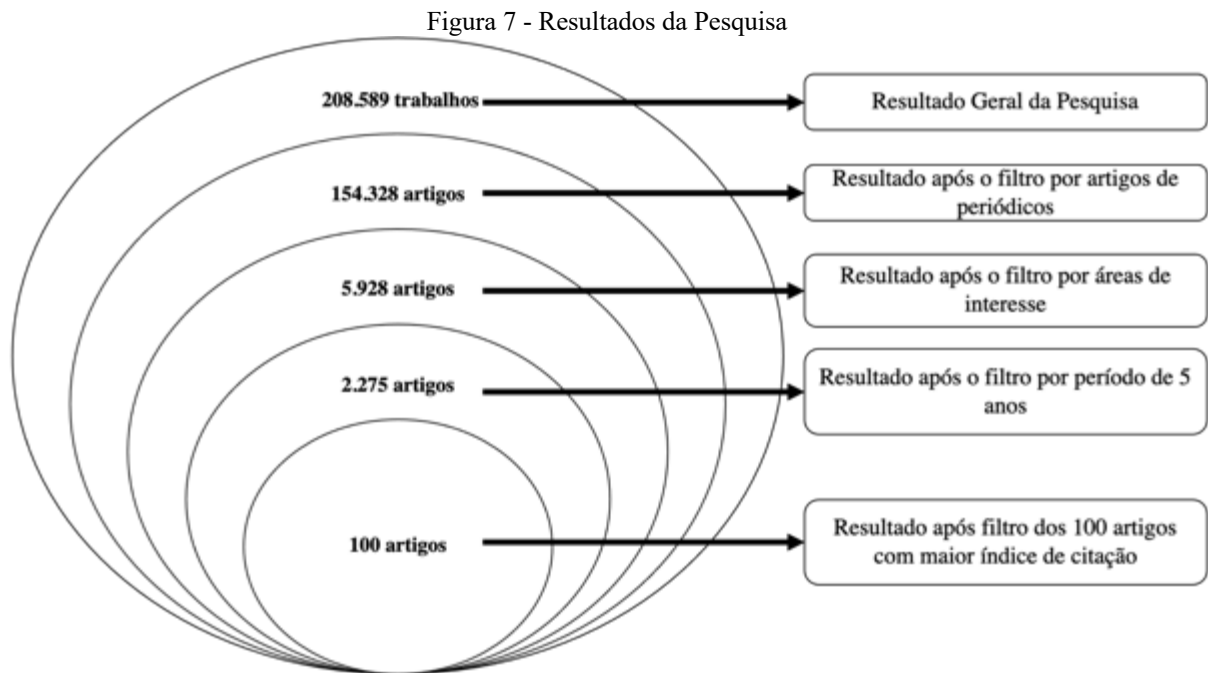 Figura 7 - Resultados da Pesquisa
208.589 trabalhos
Resultado Geral da Pesquisa
154.328 artigos
Resultado após o filtro por artigos de
periódicos
5.928 artigos
Resultado após o filtro por áreas de
interesse
2.275 artigos
Resultado após o filtro por período de 5
anos
100 artigos
Resultado após filtro dos 100 artigos
com maior índice de citação